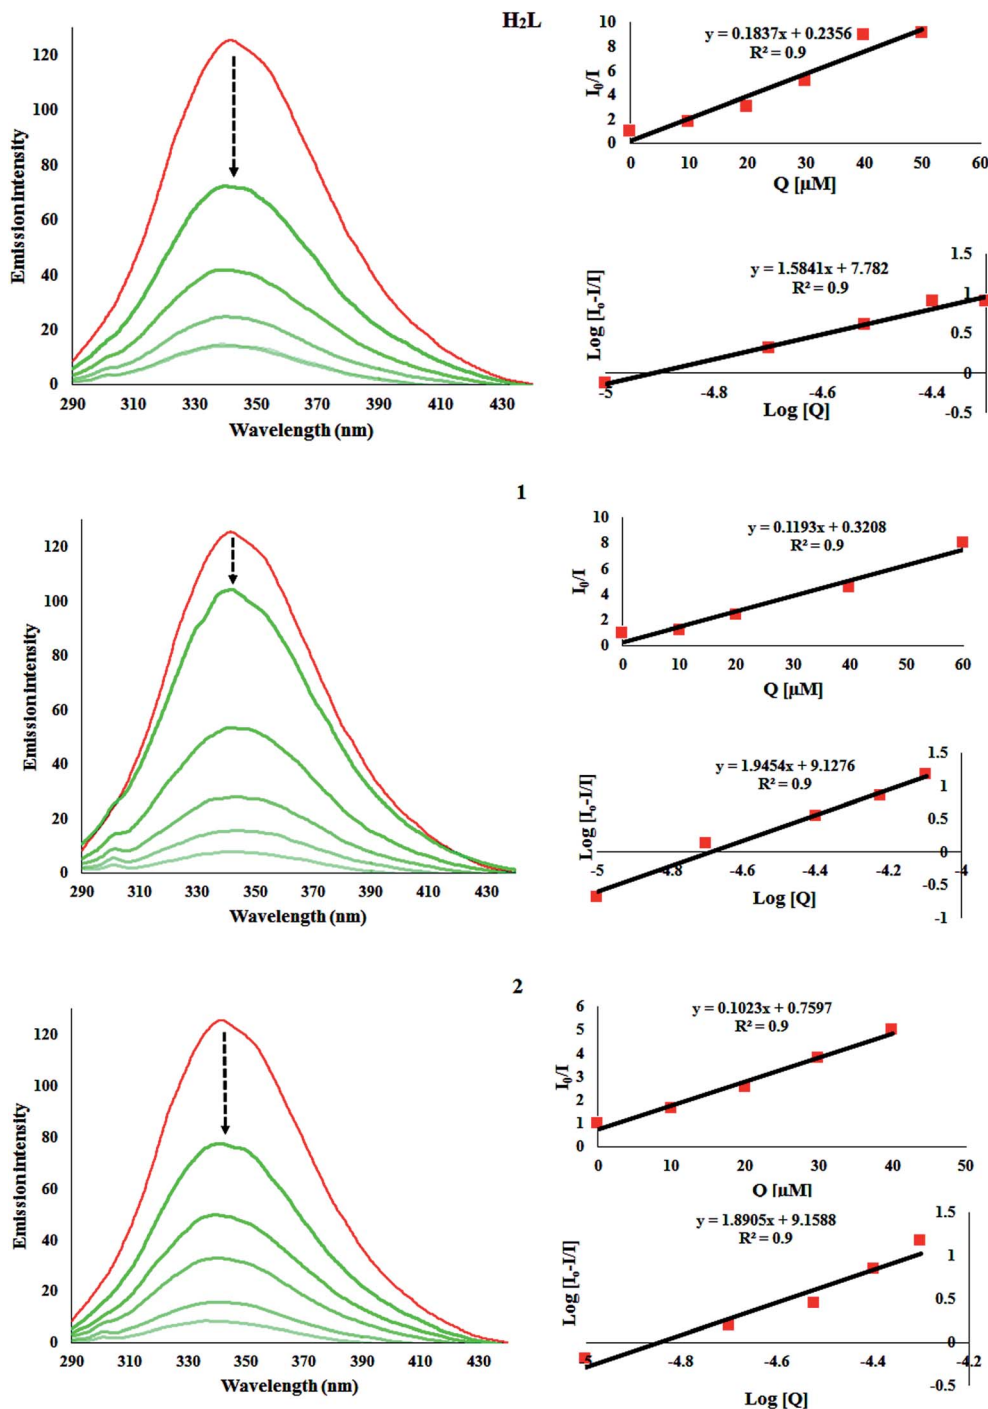 H₂L
Emission intensity
120
100
80
60
40
20
0
290 310 330 350 370 390 410 430
Wavelength (nm)
I₀/I
10
8
6
4
2
0
y = 0.1837x + 0.2356
R² = 0.9
0 10 20 30 40 50 60
Q [µM]
Log [Iₒ-I/I]
y = 1.5841x + 7.782
R² = 0.9
1.5
1
0.5
0
-0.5
-5 -4.8 -4.6 -4.4
Log [Q]
1
Emission intensity
120
100
80
60
40
20
0
290 310 330 350 370 390 410 430
Wavelength (nm)
I₀/I
10
8
6
4
2
0
y = 0.1193x + 0.3208
R² = 0.9
0 10 20 30 40 50 60
Q [µM]
Log [Iₒ-I/I]
y = 1.9454x + 9.1276
R² = 0.9
1.5
1
0.5
0
-0.5
-1
-5 -4.8 -4.6 -4.4 -4.2 -4
Log [Q]
2
Emission intensity
120
100
80
60
40
20
0
290 310 330 350 370 390 410 430
Wavelength (nm)
I₀/I
6
5
4
3
2
1
0
y = 0.1023x + 0.7597
R² = 0.9
0 10 20 30 40 50
Q [µM]
Log [Iₒ-I/I]
y = 1.8905x + 9.1588
R² = 0.9
1.5
1
0.5
0
-0.5
-5 -4.8 -4.6 -4.4 -4.2
Log [Q]